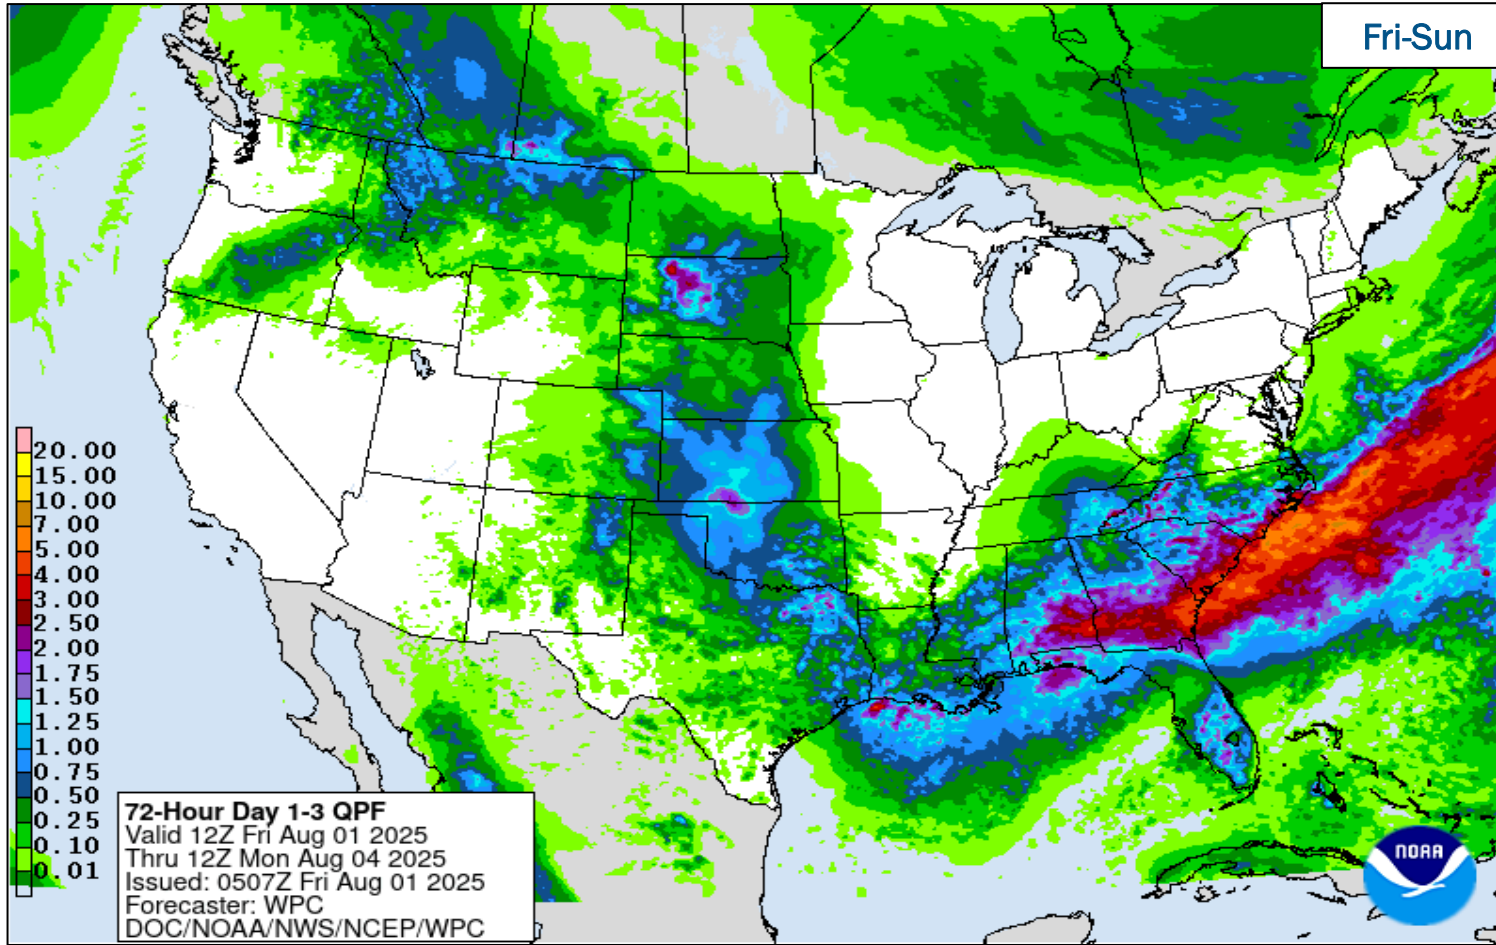 Fri-Sun
20.00
15.00
10.00
7.00
5.00
4.00
3.00
2.50
2.00
1.75
1.50
1.25
1.00
0.75
0.50
0.25
0.10
0.01
72-Hour Day 1-3 QPF
Valid 12Z Fri Aug 01 2025
Thru 12Z Mon Aug 04 2025
Issued: 0507Z Fri Aug 01 2025
Forecaster: WPC
DOC/NOAA/NWS/NCEP/WPC
NOAA